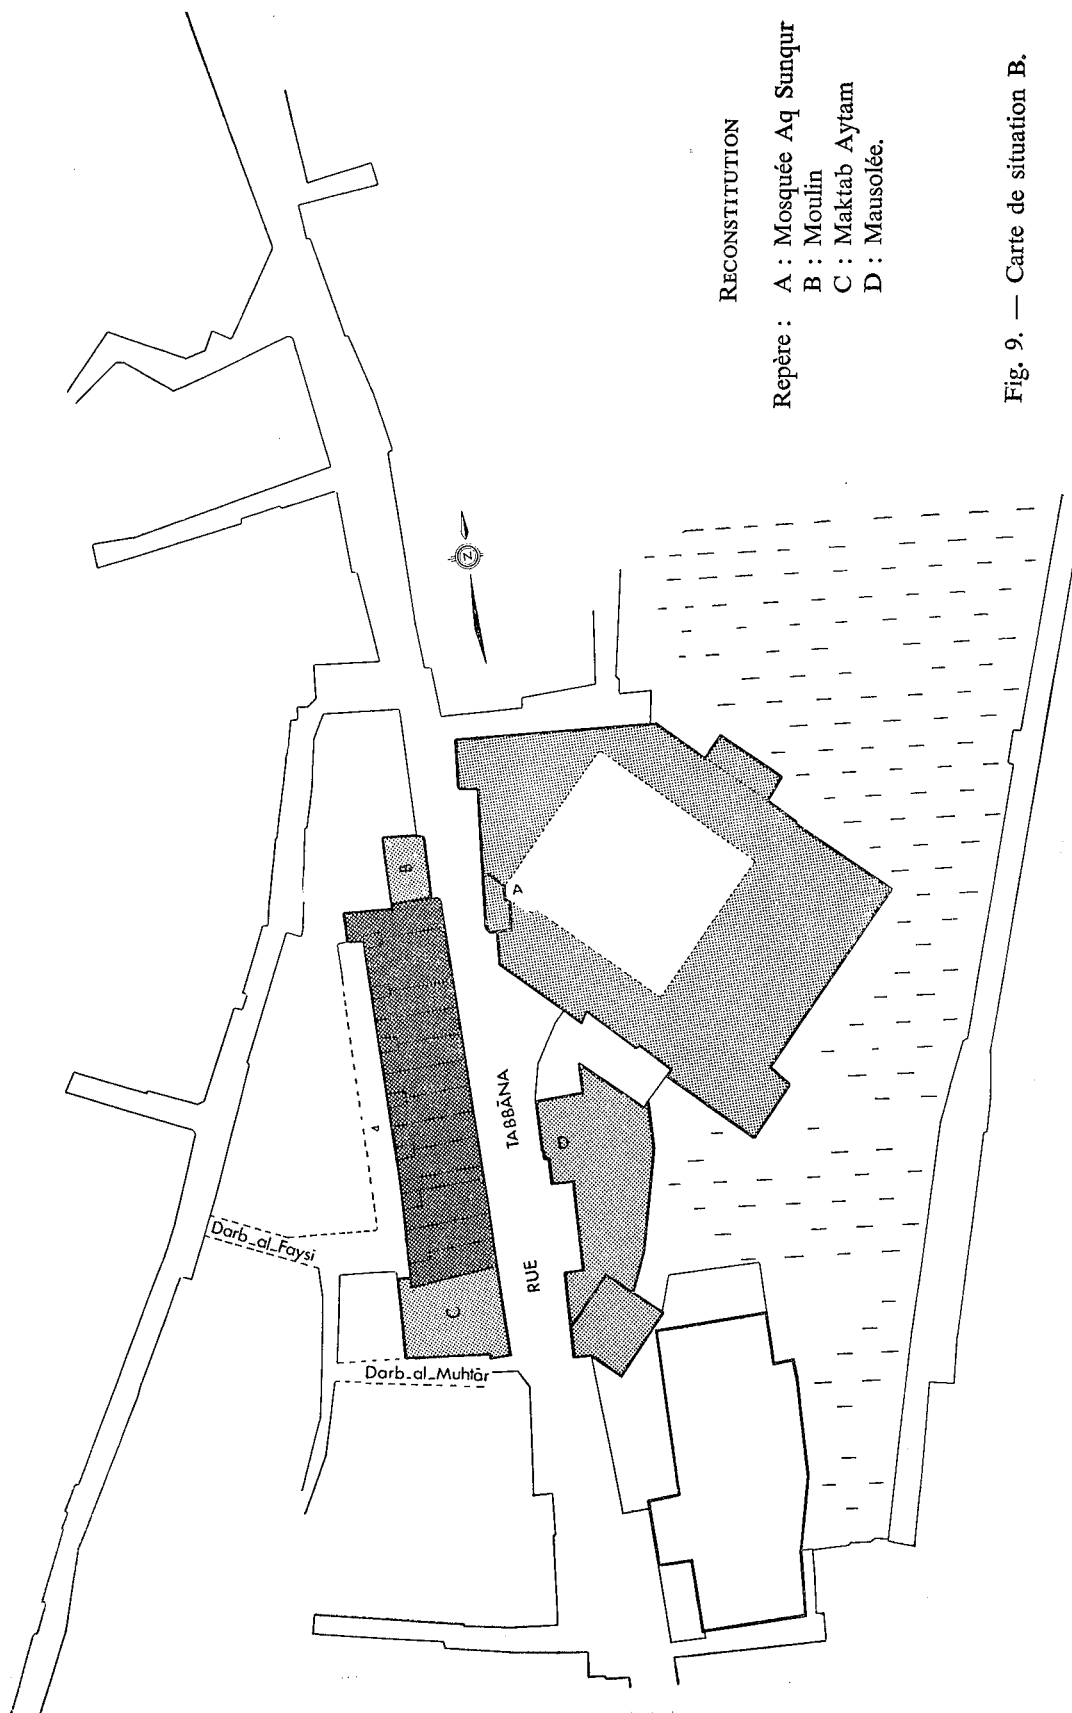 RECONSTITUTION
Repère : A : Mosquée Aq Sunqur
B : Moulin
C : Maktab Aytam
D : Mausolée.
Fig. 9. — Carte de situation B.
N
B
A
TABBĀNA
D
RUE
C
Darb_al_Faysi
Darb_al_Muhtār